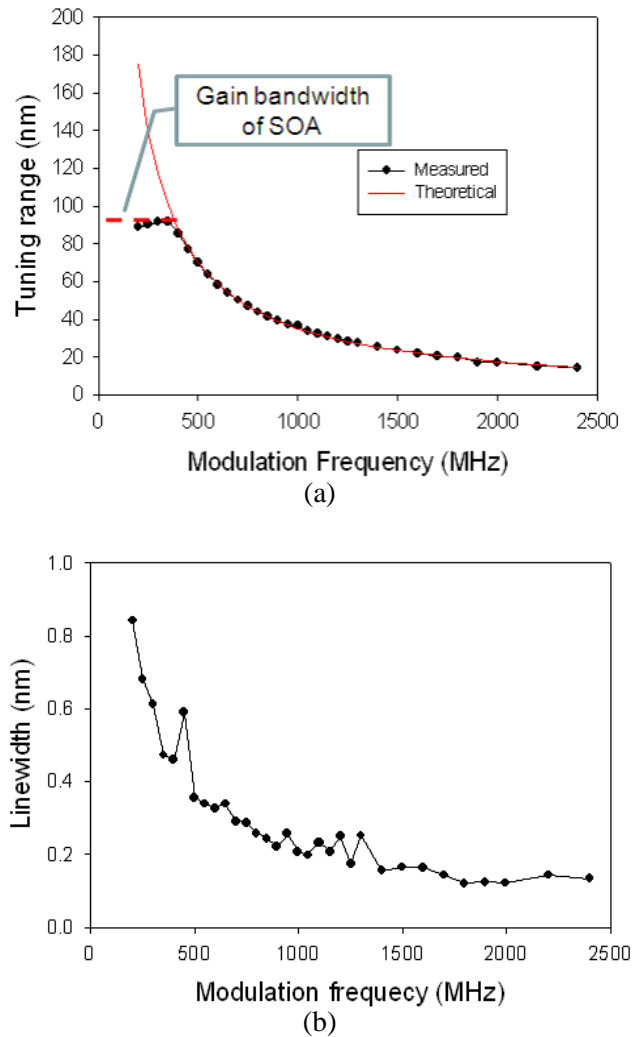 200
180
160
140
120
100
80
60
40
20
0
Tuning range (nm)
Gain bandwidth
of SOA
Measured
Theoretical
0 500 1000 1500 2000 2500
Modulation Frequency (MHz)
(a)
1.0
0.8
0.6
0.4
0.2
0.0
Linewidth (nm)
0 500 1000 1500 2000 2500
Modulation frequecy (MHz)
(b)